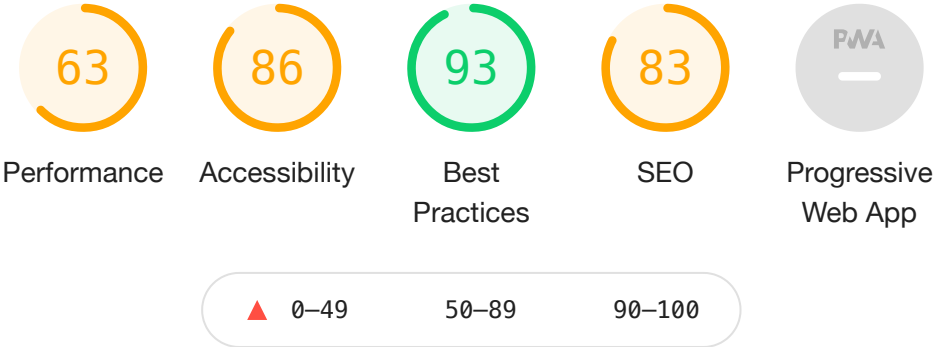 63 86 93 83 PWA
Performance Accessibility Best SEO Progressive
Practices Web App
0–49 50–89 90–100